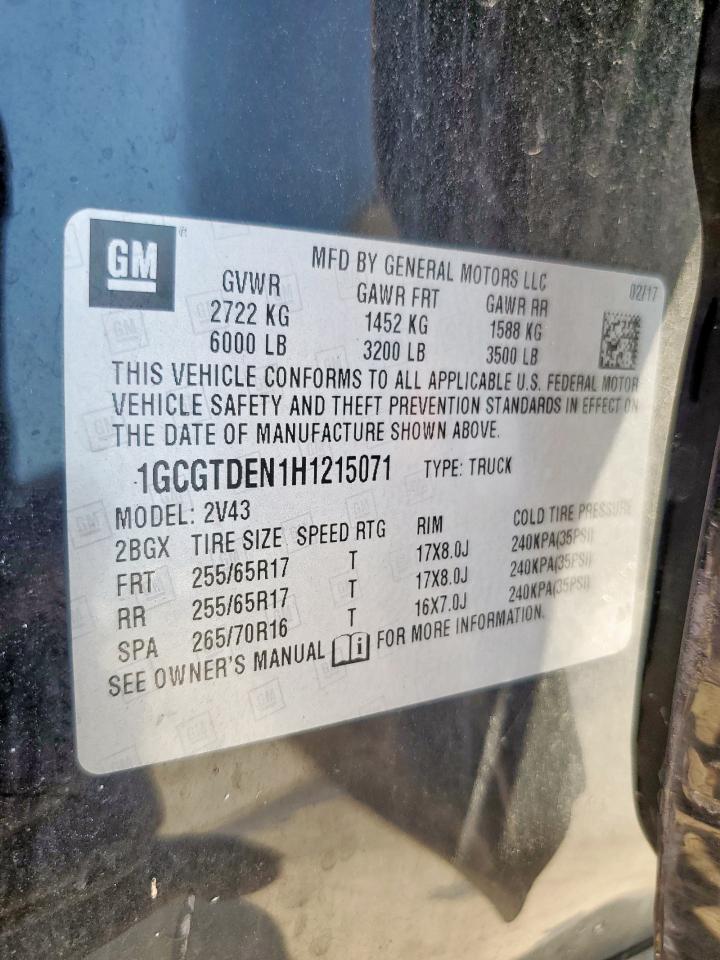 GM
MFD BY GENERAL MOTORS LLC 02/17
GVWR GAWR FRT GAWR RR
2722 KG 1452 KG 1588 KG
6000 LB 3200 LB 3500 LB
THIS VEHICLE CONFORMS TO ALL APPLICABLE U.S. FEDERAL MOTOR
VEHICLE SAFETY AND THEFT PREVENTION STANDARDS IN EFFECT ON
THE DATE OF MANUFACTURE SHOWN ABOVE.
1GCGTDEN1H1215071 TYPE: TRUCK
MODEL: 2V43
2BGX TIRE SIZE SPEED RTG RIM COLD TIRE PRESSURE
FRT 255/65R17 T 17X8.0J 240KPA(35PSI)
RR 255/65R17 T 17X8.0J 240KPA(35PSI)
SPA 265/70R16 T 16X7.0J 240KPA(35PSI)
SEE OWNER'S MANUAL i FOR MORE INFORMATION.